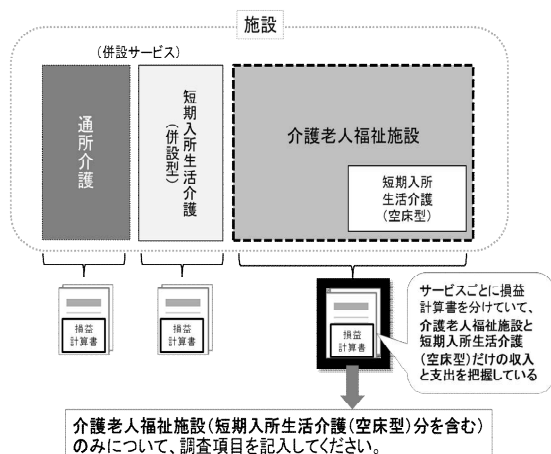 施設
(併設サービス)
通所介護
短期入所生活介護
(併設型)
介護老人福祉施設
短期入所
生活介護
(空床型)
損益
計算書
損益
計算書
損益
計算書
サービスごとに損益
計算書を分けていて、
介護老人福祉施設と
短期入所生活介護
(空床型)だけの収入
と支出を把握している
介護老人福祉施設(短期入所生活介護(空床型)分を含む)
のみについて、調査項目を記入してください。